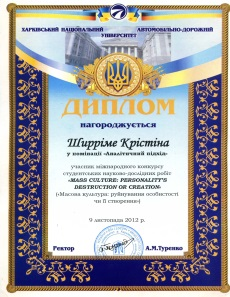 ХАРКІВСЬКИЙ НАЦІОНАЛЬНИЙ АВТОМОБІЛЬНО-ДОРОЖНІЙ
УНІВЕРСИТЕТ
ДИПЛОМ
нагороджується
Ширріме Крістіна
у номінації «Аналітичний підхід»
учасник міжнародного конкурсу
студентських науково-дослідних робіт
«MASS CULTURE: PERSONALITY'S
DESTRUCTION OR CREATION»
(«Масова культура: руйнування особистості
чи її створення»)
9 листопада 2012 р.
Ректор А.М.Туренко